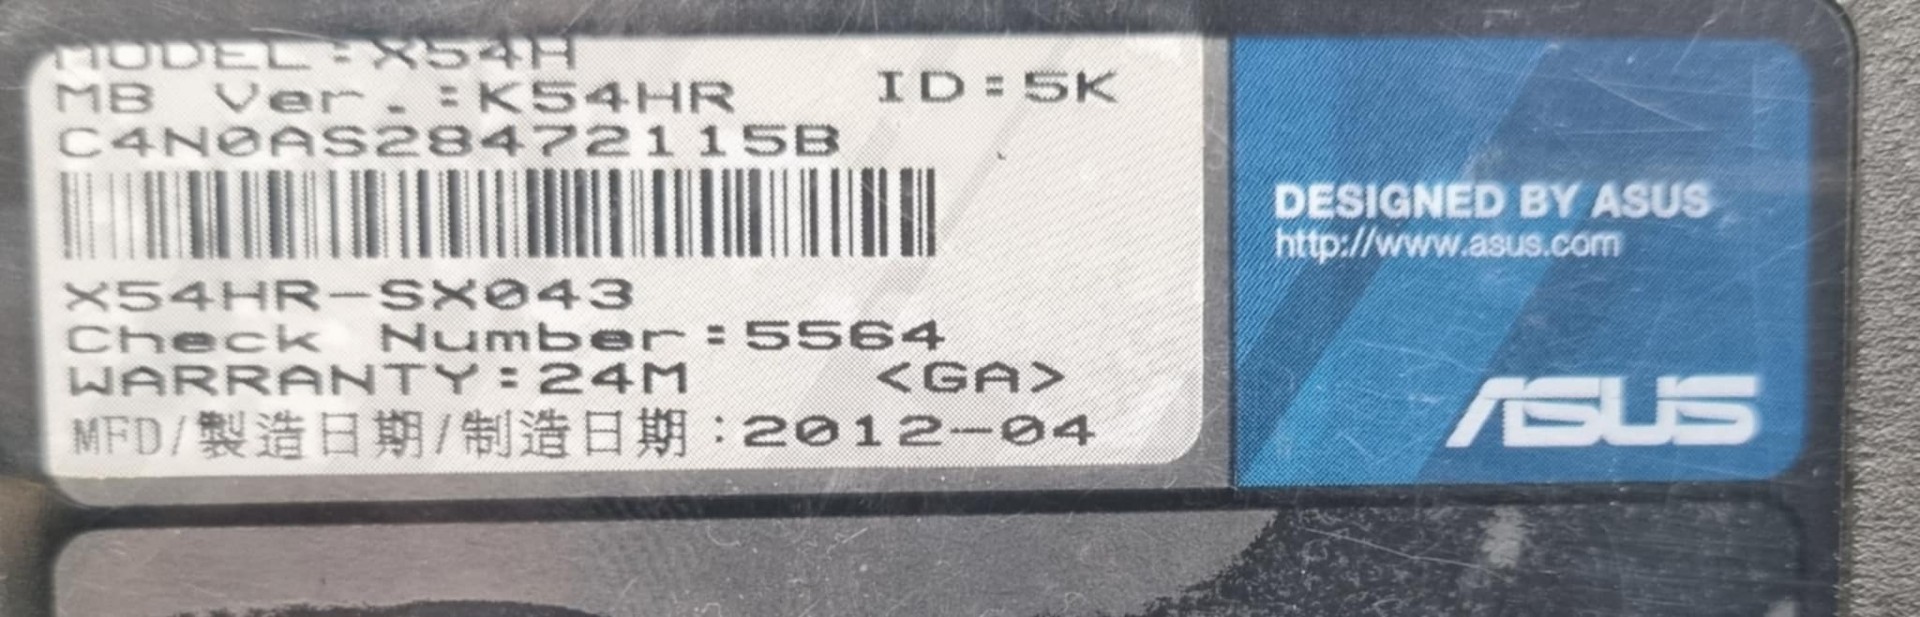 MODEL:X54H
MB Ver.:K54HR ID:5K
C4N0AS28472115B
X54HR-SX043
Check Number:5564
WARRANTY:24M <GA>
MFD/製造日期/制造日期:2012-04
DESIGNED BY ASUS
http://www.asus.com
ASUS